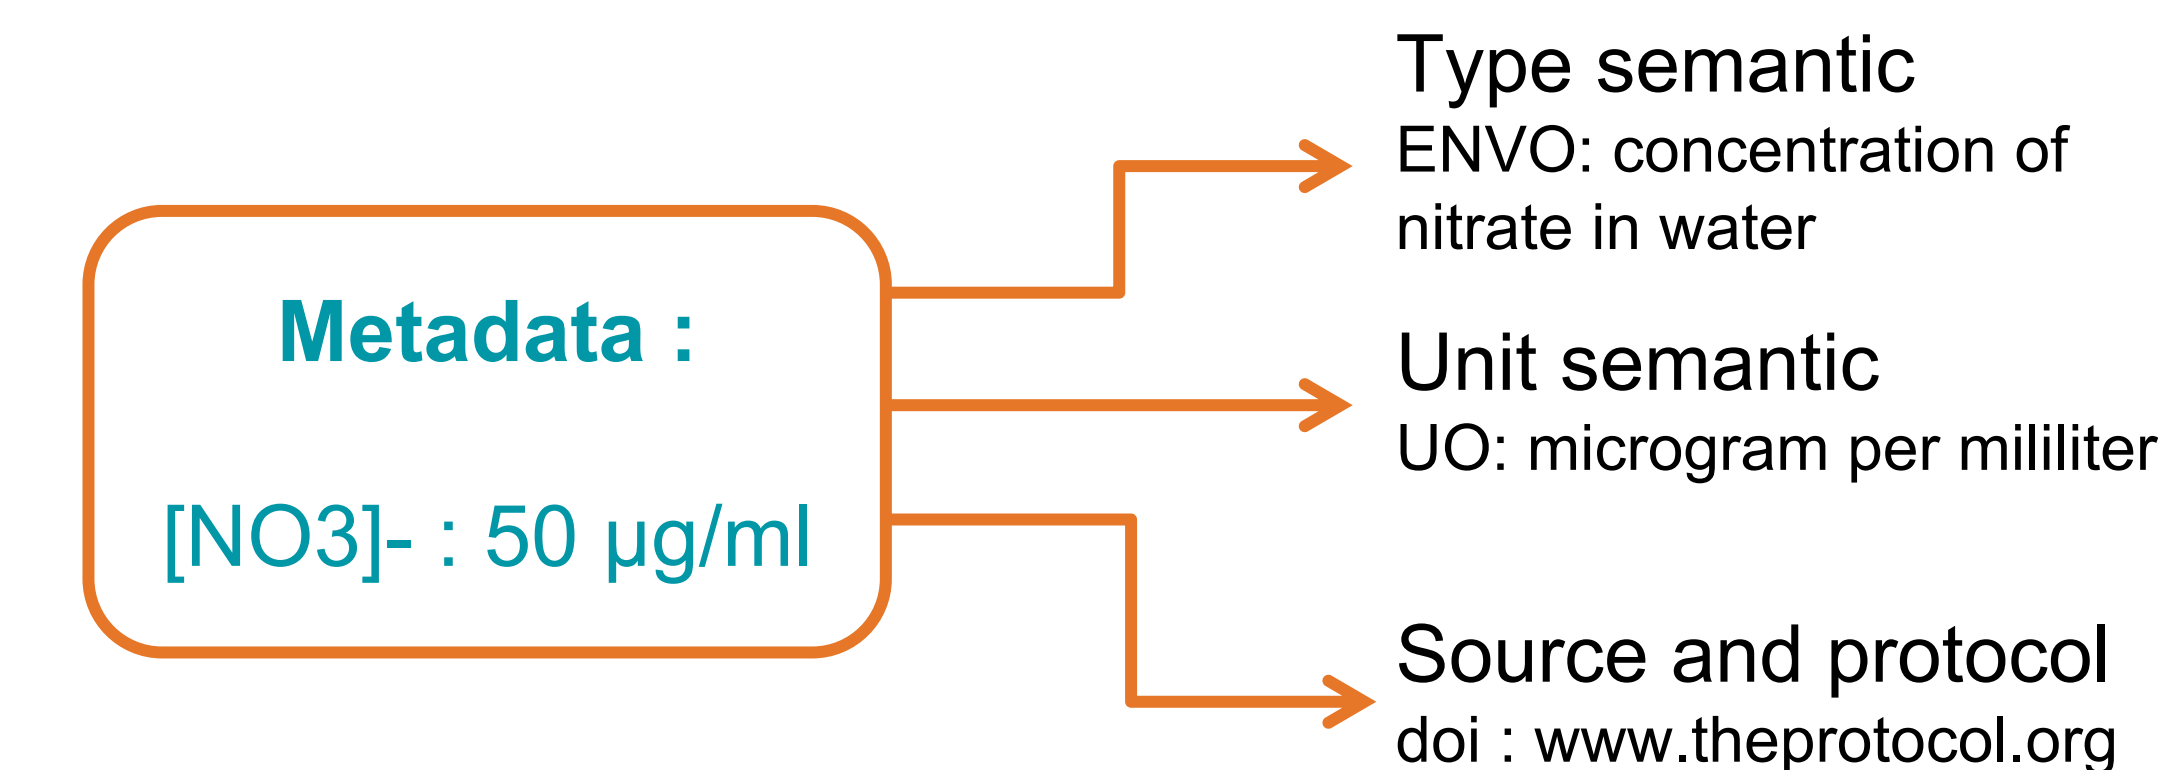 Metadata :
[NO3]- : 50 µg/ml
Type semantic
ENVO: concentration of
nitrate in water
Unit semantic
UO: microgram per mililiter
Source and protocol
doi : www.theprotocol.org